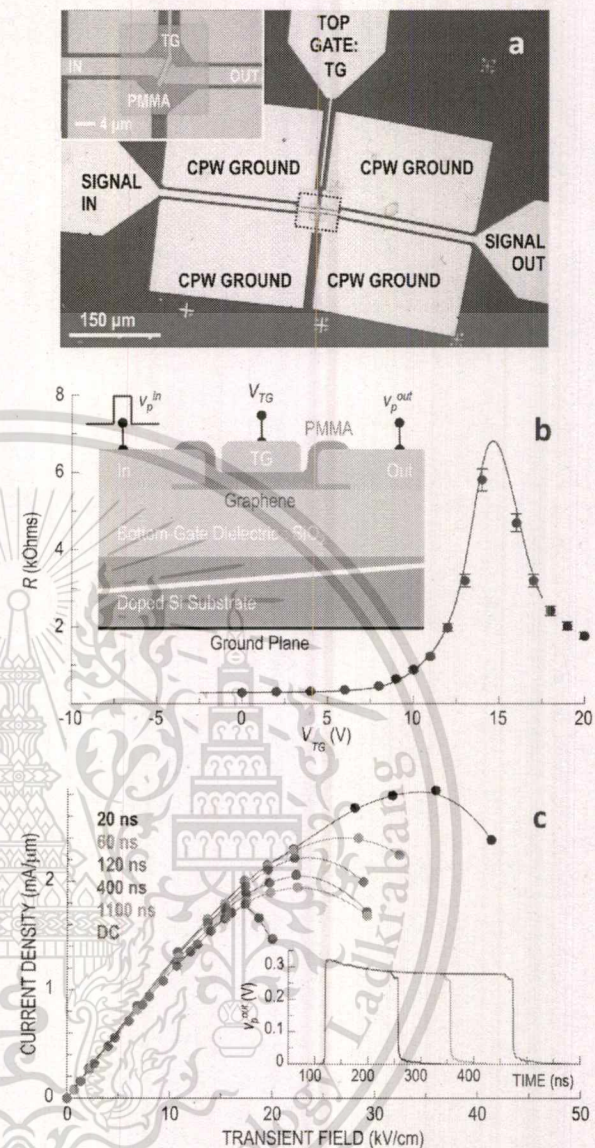 a
TG
IN
OUT
PMMA
4 µm
TOP
GATE:
TG
CPW GROUND
CPW GROUND
SIGNAL
IN
SIGNAL
OUT
CPW GROUND
CPW GROUND
150 µm
b
8
6
4
2
R (kOhms)
v_p^in
V_TG
v_p^out
PMMA
In
TG
Out
Graphene
Bottom-Gate Dielectric - SiO₂
Doped Si Substrate
Ground Plane
-10 -5 0 5 10 15 20
V_TG (V)
c
20 ns
60 ns
120 ns
400 ns
1100 ns
DC
CURRENT DENSITY (mA/µm)
2
1
0
0.3
0.2
0.1
0
v_p^out (V)
100 200 300 400
TIME (ns)
0 10 20 30 40 50
TRANSIENT FIELD (kV/cm)
Ladkrabang